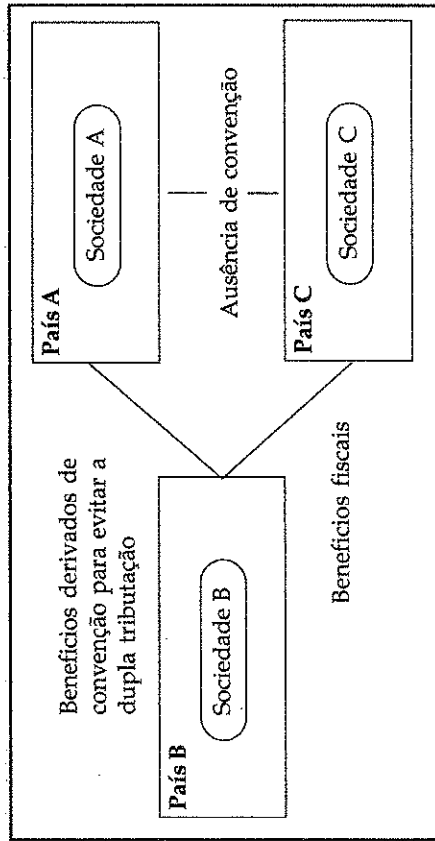 País A
Sociedade A
Benefícios derivados de
convenção para evitar a
dupla tributação
País B
Sociedade B
Ausência de convenção
Benefícios fiscais
País C
Sociedade C